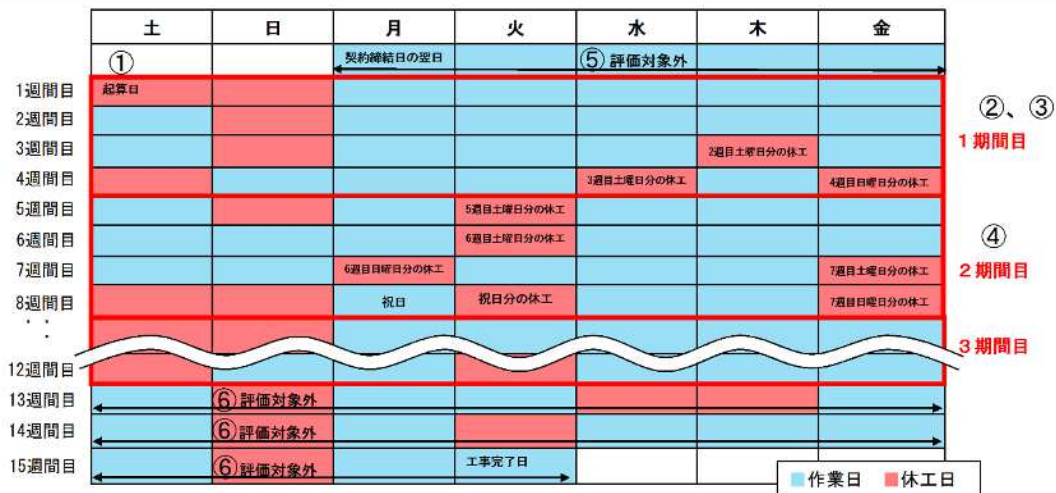 土 日 月 火 水 木 金
① 契約締結日の翌日 ⑤評価対象外
1週間目 起算日
2週間目 ②、③
3週間目 2週目土曜日分の休工 1期間目
4週間目 3週目土曜日分の休工 4週目日曜日分の休工
5週間目 5週目土曜日分の休工
6週間目 6週目土曜日分の休工 ④
7週間目 6週目日曜日分の休工 7週目土曜日分の休工 2期間目
8週間目 祝日 祝日分の休工 7週目日曜日分の休工
3期間目
12週間目
13週間目 ⑥評価対象外
14週間目 ⑥評価対象外
15週間目 ⑥評価対象外 工事完了日
作業日 休工日